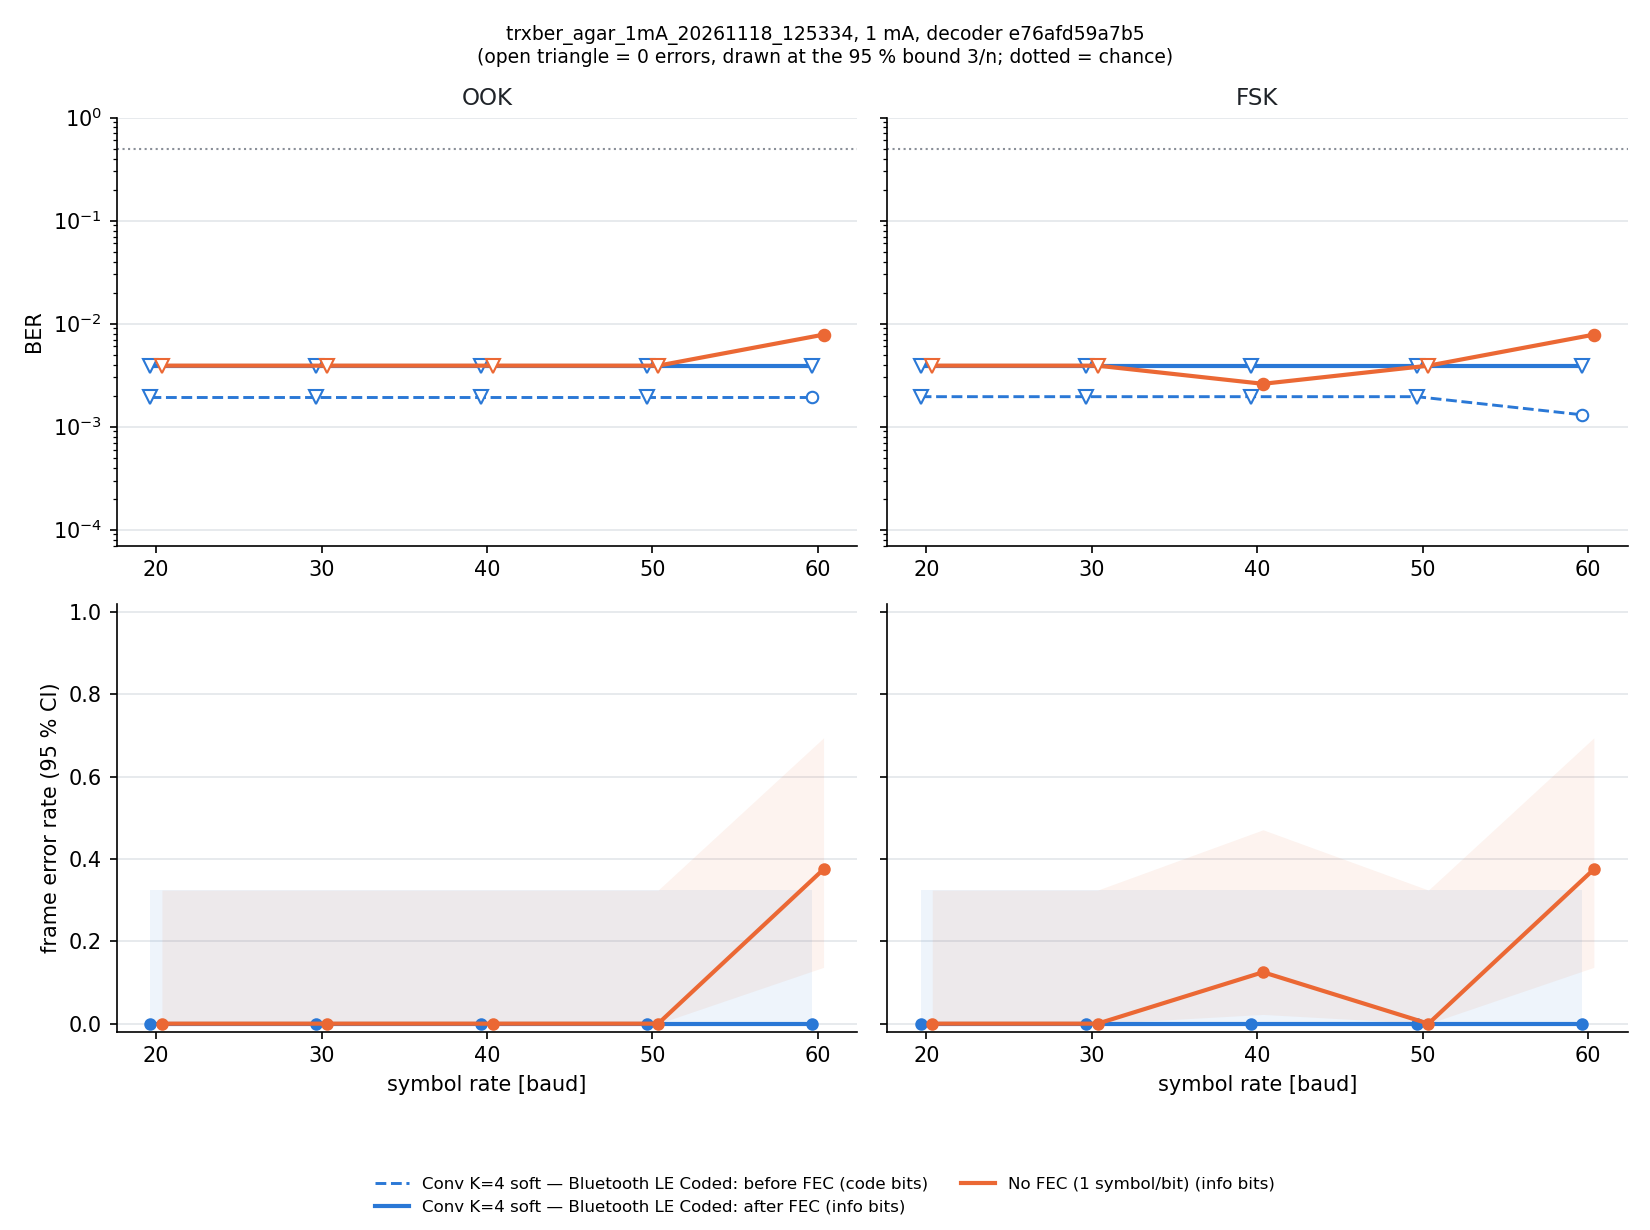 trxber_agar_1mA_20261118_125334, 1 mA, decoder e76afd59a7b5
(open triangle = 0 errors, drawn at the 95 % bound 3/n; dotted = chance)
OOK
FSK
BER
10⁰
10⁻¹
10⁻²
10⁻³
10⁻⁴
20 30 40 50 60
20 30 40 50 60
frame error rate (95 % CI)
1.0
0.8
0.6
0.4
0.2
0.0
20 30 40 50 60
20 30 40 50 60
symbol rate [baud]
symbol rate [baud]
Conv K=4 soft — Bluetooth LE Coded: before FEC (code bits)
Conv K=4 soft — Bluetooth LE Coded: after FEC (info bits)
No FEC (1 symbol/bit) (info bits)